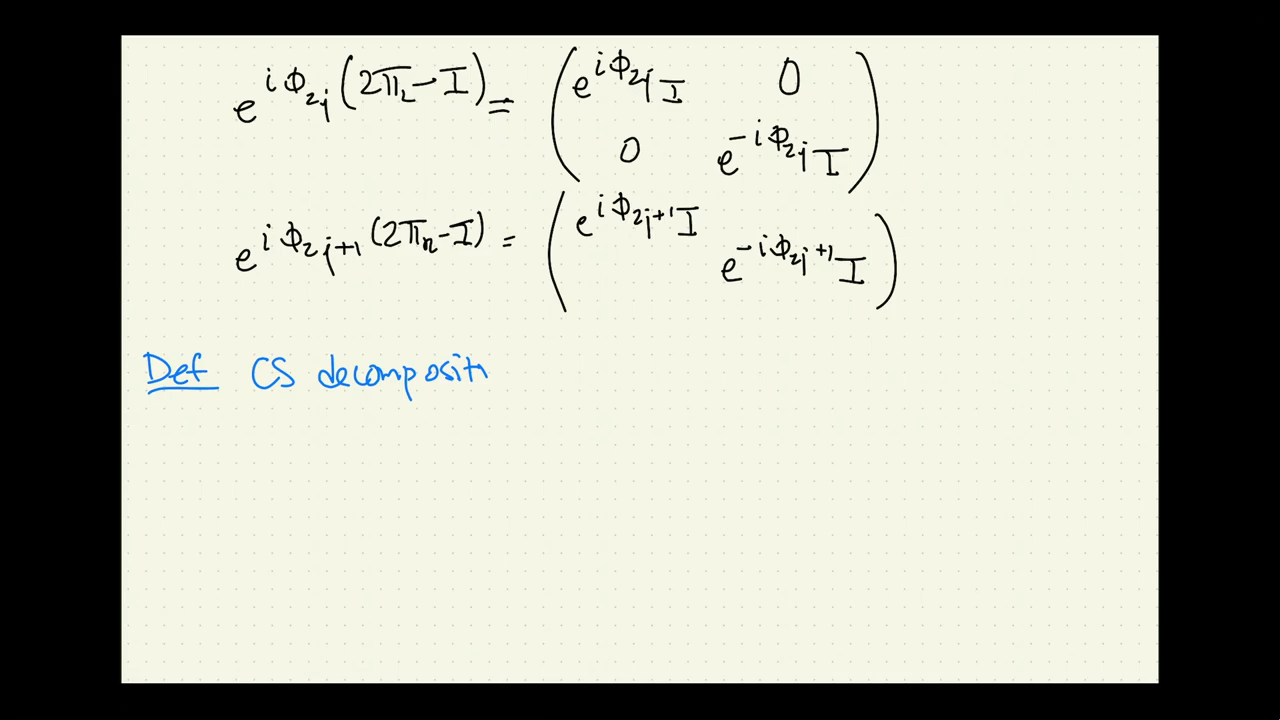 e^{iΦ_{2j}(2Π_L - I)} = ( e^{iΦ_{2j}} I 0
0 e^{-iΦ_{2j}} I )
e^{iΦ_{2j+1}(2Π_R - I)} = ( e^{iΦ_{2j+1}} I
e^{-iΦ_{2j+1}} I )
Def CS decompositi